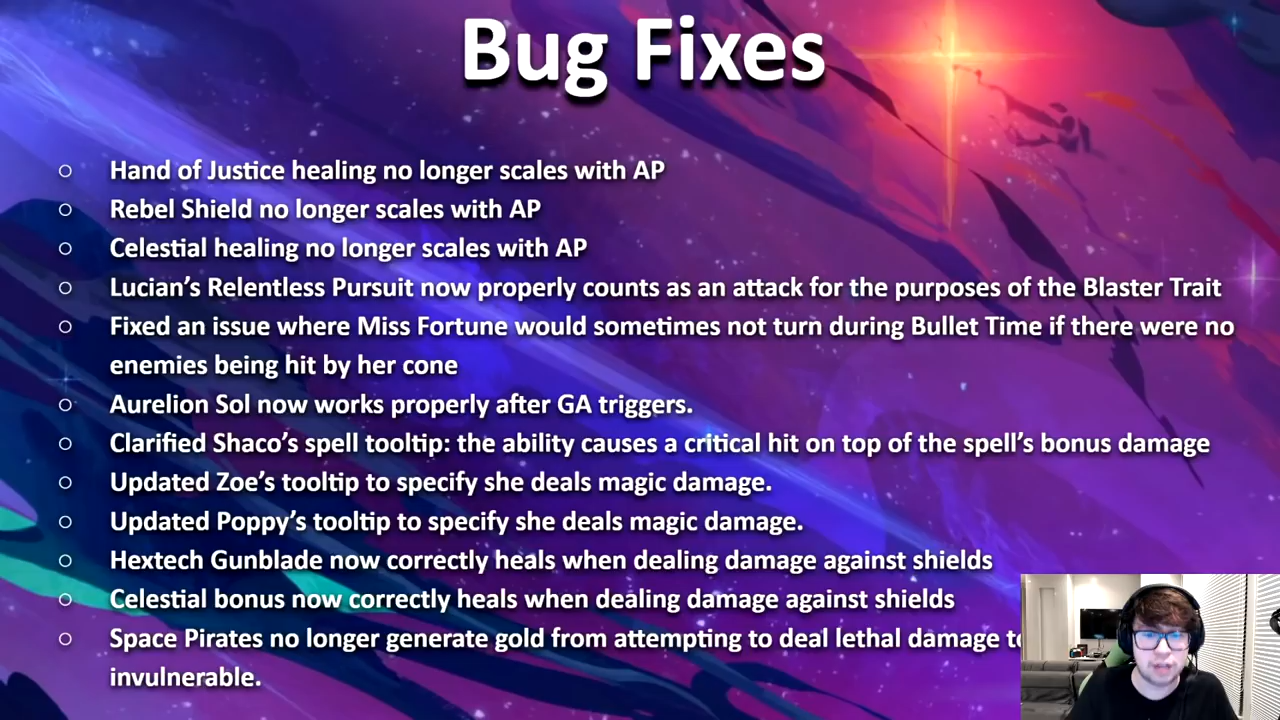 Bug Fixes
○ Hand of Justice healing no longer scales with AP
○ Rebel Shield no longer scales with AP
○ Celestial healing no longer scales with AP
○ Lucian’s Relentless Pursuit now properly counts as an attack for the purposes of the Blaster Trait
○ Fixed an issue where Miss Fortune would sometimes not turn during Bullet Time if there were no
enemies being hit by her cone
○ Aurelion Sol now works properly after GA triggers.
○ Clarified Shaco’s spell tooltip: the ability causes a critical hit on top of the spell’s bonus damage
○ Updated Zoe’s tooltip to specify she deals magic damage.
○ Updated Poppy’s tooltip to specify she deals magic damage.
○ Hextech Gunblade now correctly heals when dealing damage against shields
○ Celestial bonus now correctly heals when dealing damage against shields
○ Space Pirates no longer generate gold from attempting to deal lethal damage
invulnerable.